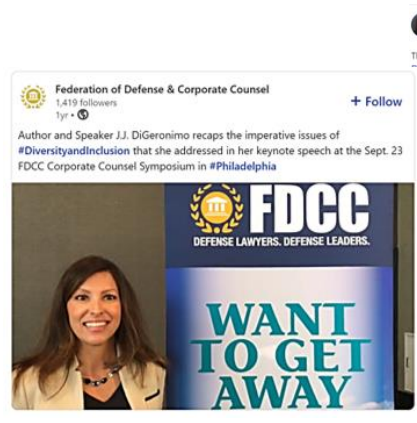 Federation of Defense & Corporate Counsel
1,419 followers
1yr •
+ Follow
Author and Speaker J.J. DiGeronimo recaps the imperative issues of
#DiversityandInclusion that she addressed in her keynote speech at the Sept. 23
FDCC Corporate Counsel Symposium in #Philadelphia
FDCC
DEFENSE LAWYERS. DEFENSE LEADERS.
WANT
TO GET
AWAY